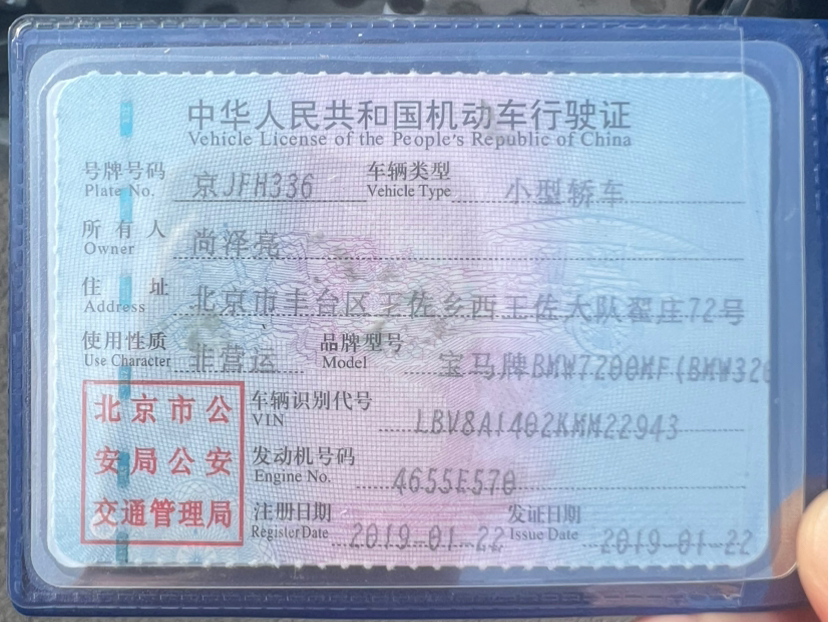 中华人民共和国机动车行驶证
Vehicle License of the People's Republic of China
号牌号码 京JFH336 车辆类型 小型轿车
Plate No. Vehicle Type
所有人 尚泽亮
Owner
住址 北京市丰台区王佐乡西王佐大队翟庄72号
Address
使用性质 非营运 品牌型号 宝马牌BMW7200MF(BMW320
Use Character Model
北京市公安局公安交通管理局
车辆识别代号 LBV8A1402KMM22943
VIN
发动机号码 4655E570
Engine No.
注册日期 2019-01-22 发证日期 2019-01-22
Register Date Issue Date